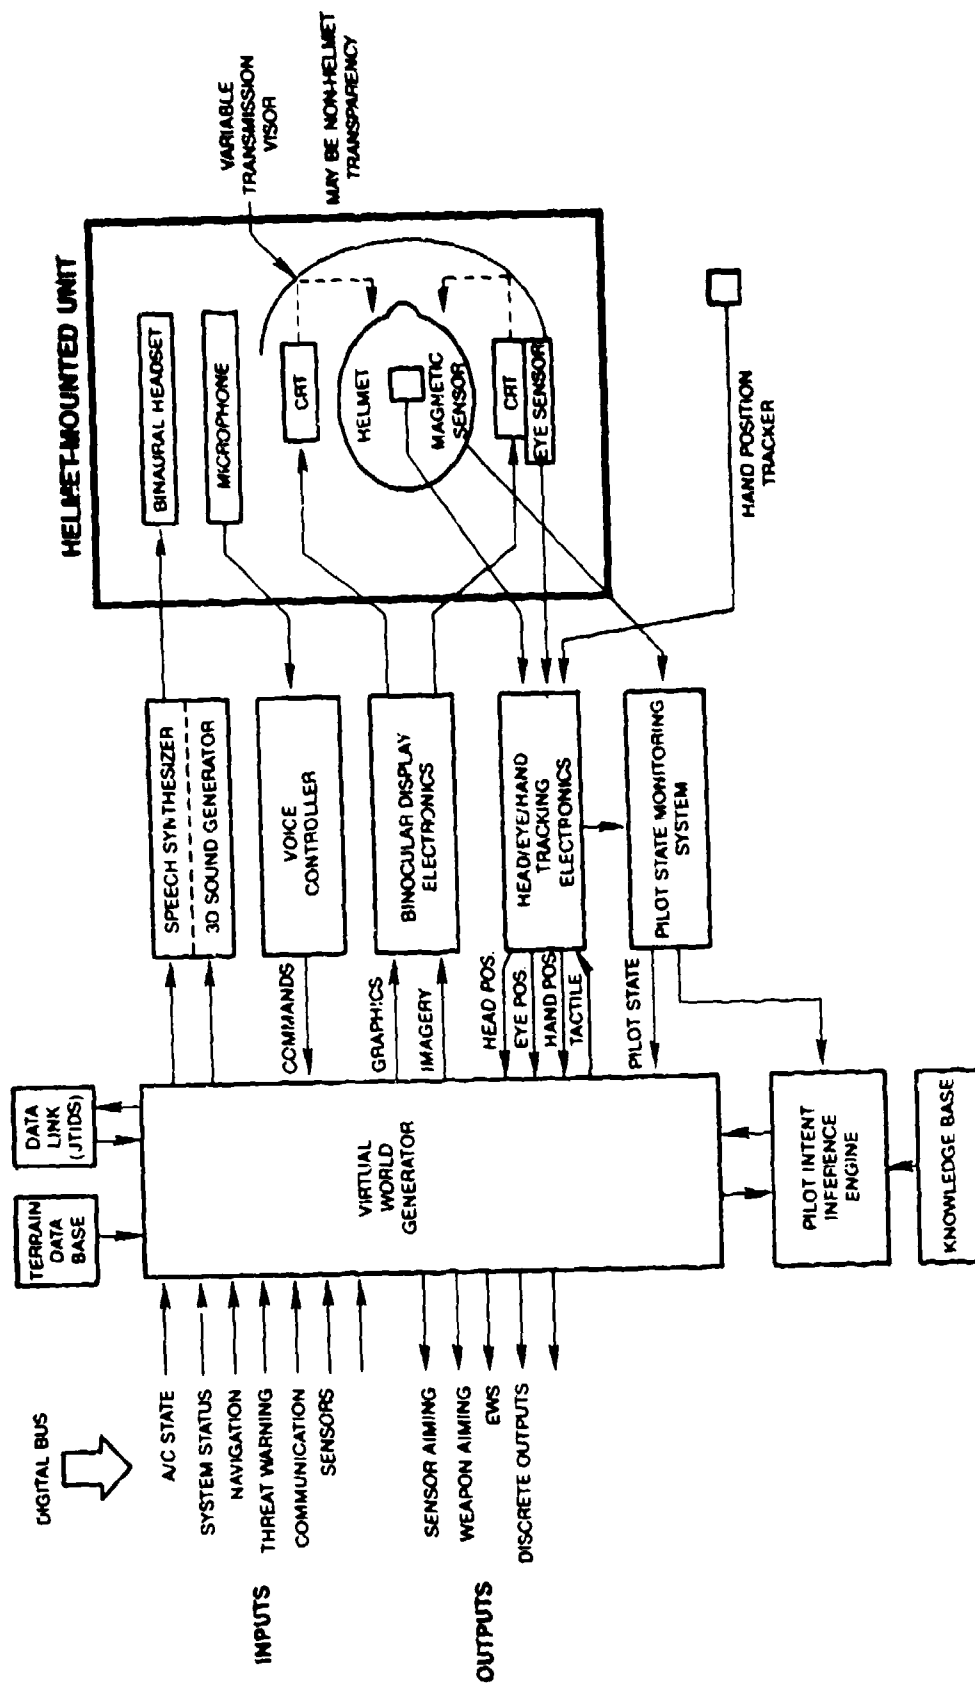 HELMET-MOUNTED UNIT
VARIABLE
TRANSMISSION
VISOR
MAY BE NON-HELMET
TRANSPARENCY
BINAURAL HEADSET
MICROPHONE
CRT
HELMET
MAGNETIC
SENSOR
CRT
EYE SENSOR
HAND POSITION
TRACKER
SPEECH SYNTHESIZER
3D SOUND GENERATOR
VOICE
CONTROLLER
BINOCULAR DISPLAY
ELECTRONICS
HEAD/EYE/HAND
TRACKING
ELECTRONICS
PILOT STATE MONITORING
SYSTEM
COMMANDS
GRAPHICS
IMAGERY
HEAD POS.
EYE POS.
HAND POS
TACTILE
PILOT STATE
DATA
LINK
(JTIDS)
TERRAIN
DATA
BASE
VIRTUAL
WORLD
GENERATOR
PILOT INTENT
INFERENCE
ENGINE
KNOWLEDGE BASE
DIGITAL BUS
INPUTS
A/C STATE
SYSTEM STATUS
NAVIGATION
THREAT WARNING
COMMUNICATION
SENSORS
OUTPUTS
SENSOR AIMING
WEAPON AIMING
EWS
DISCRETE OUTPUTS